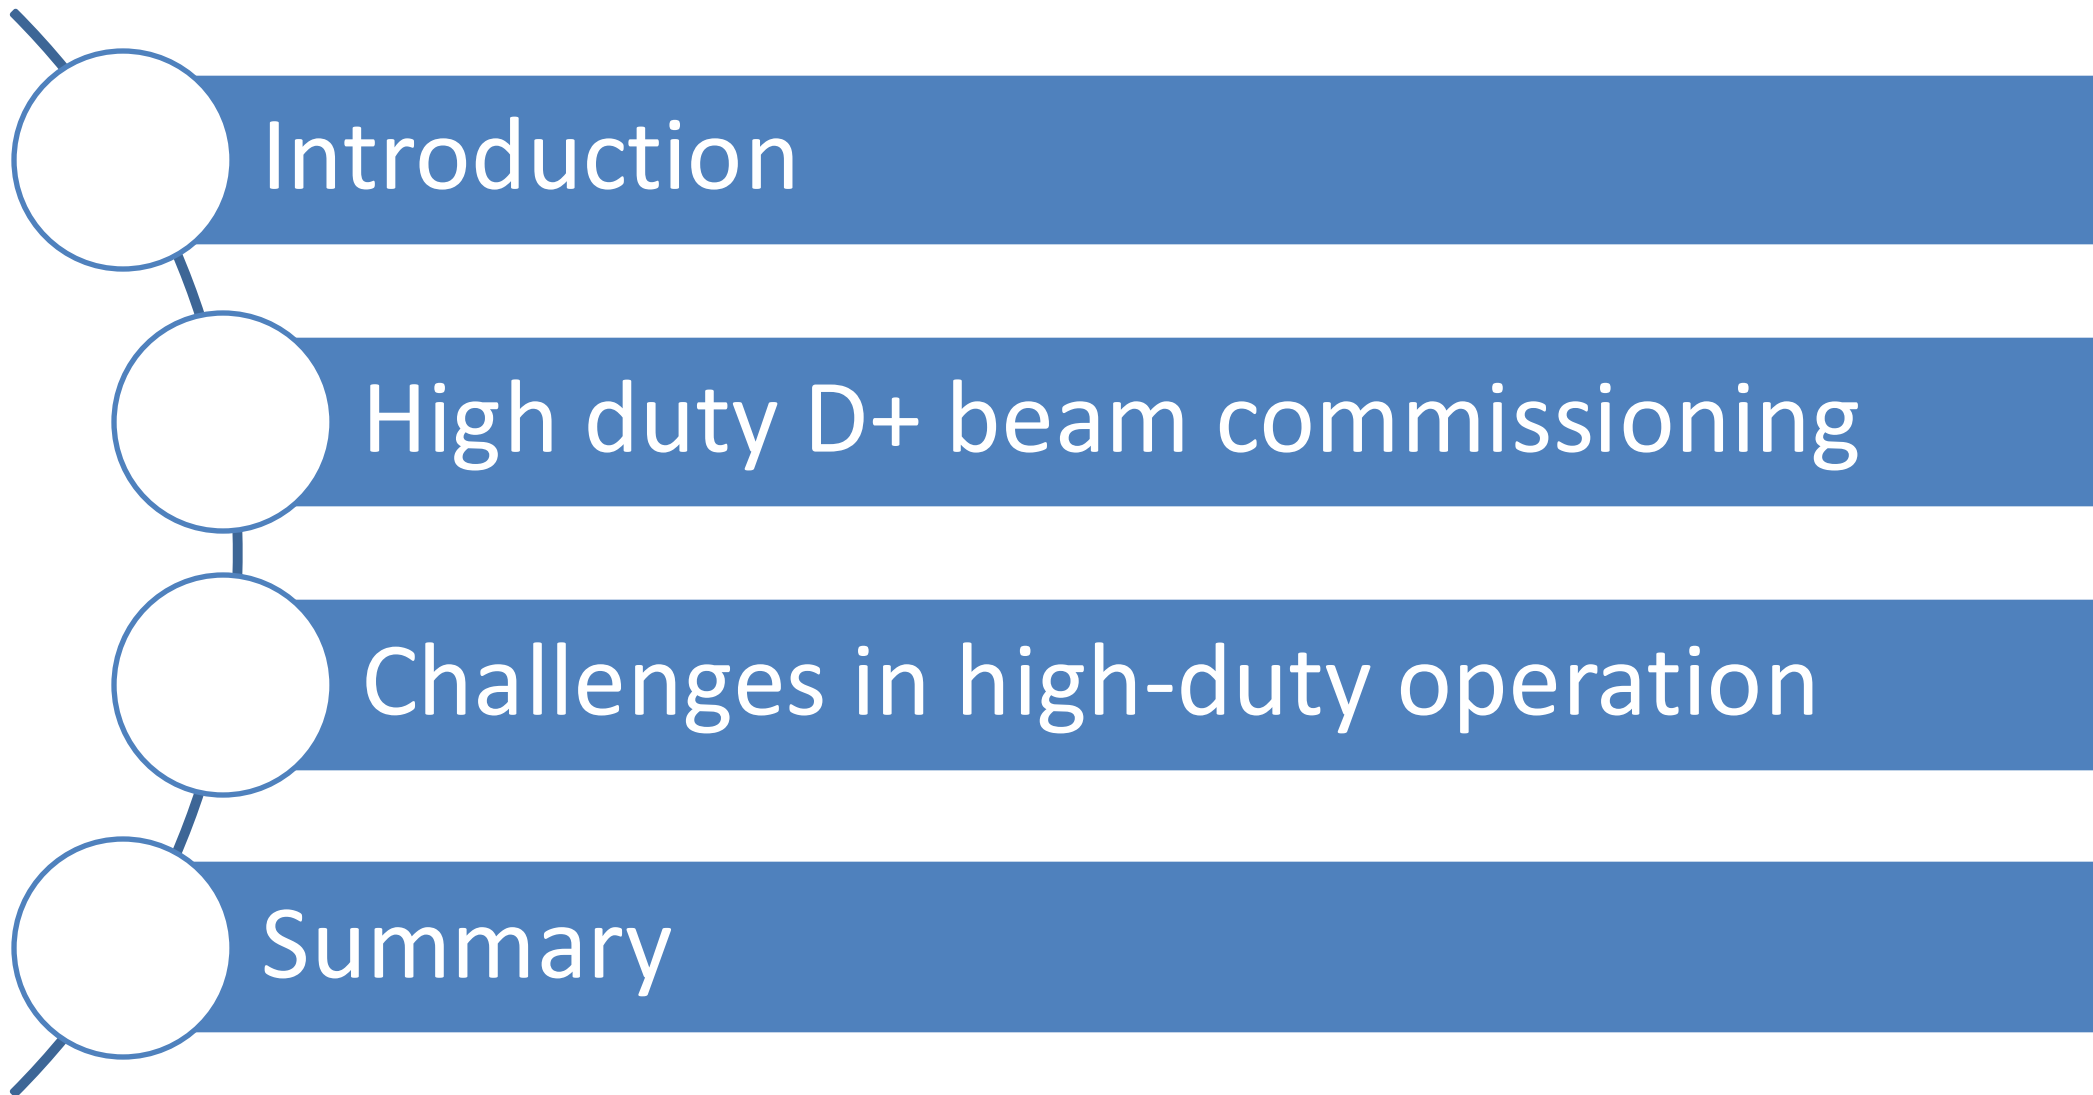 Introduction
High duty D+ beam commissioning
Challenges in high-duty operation
Summary